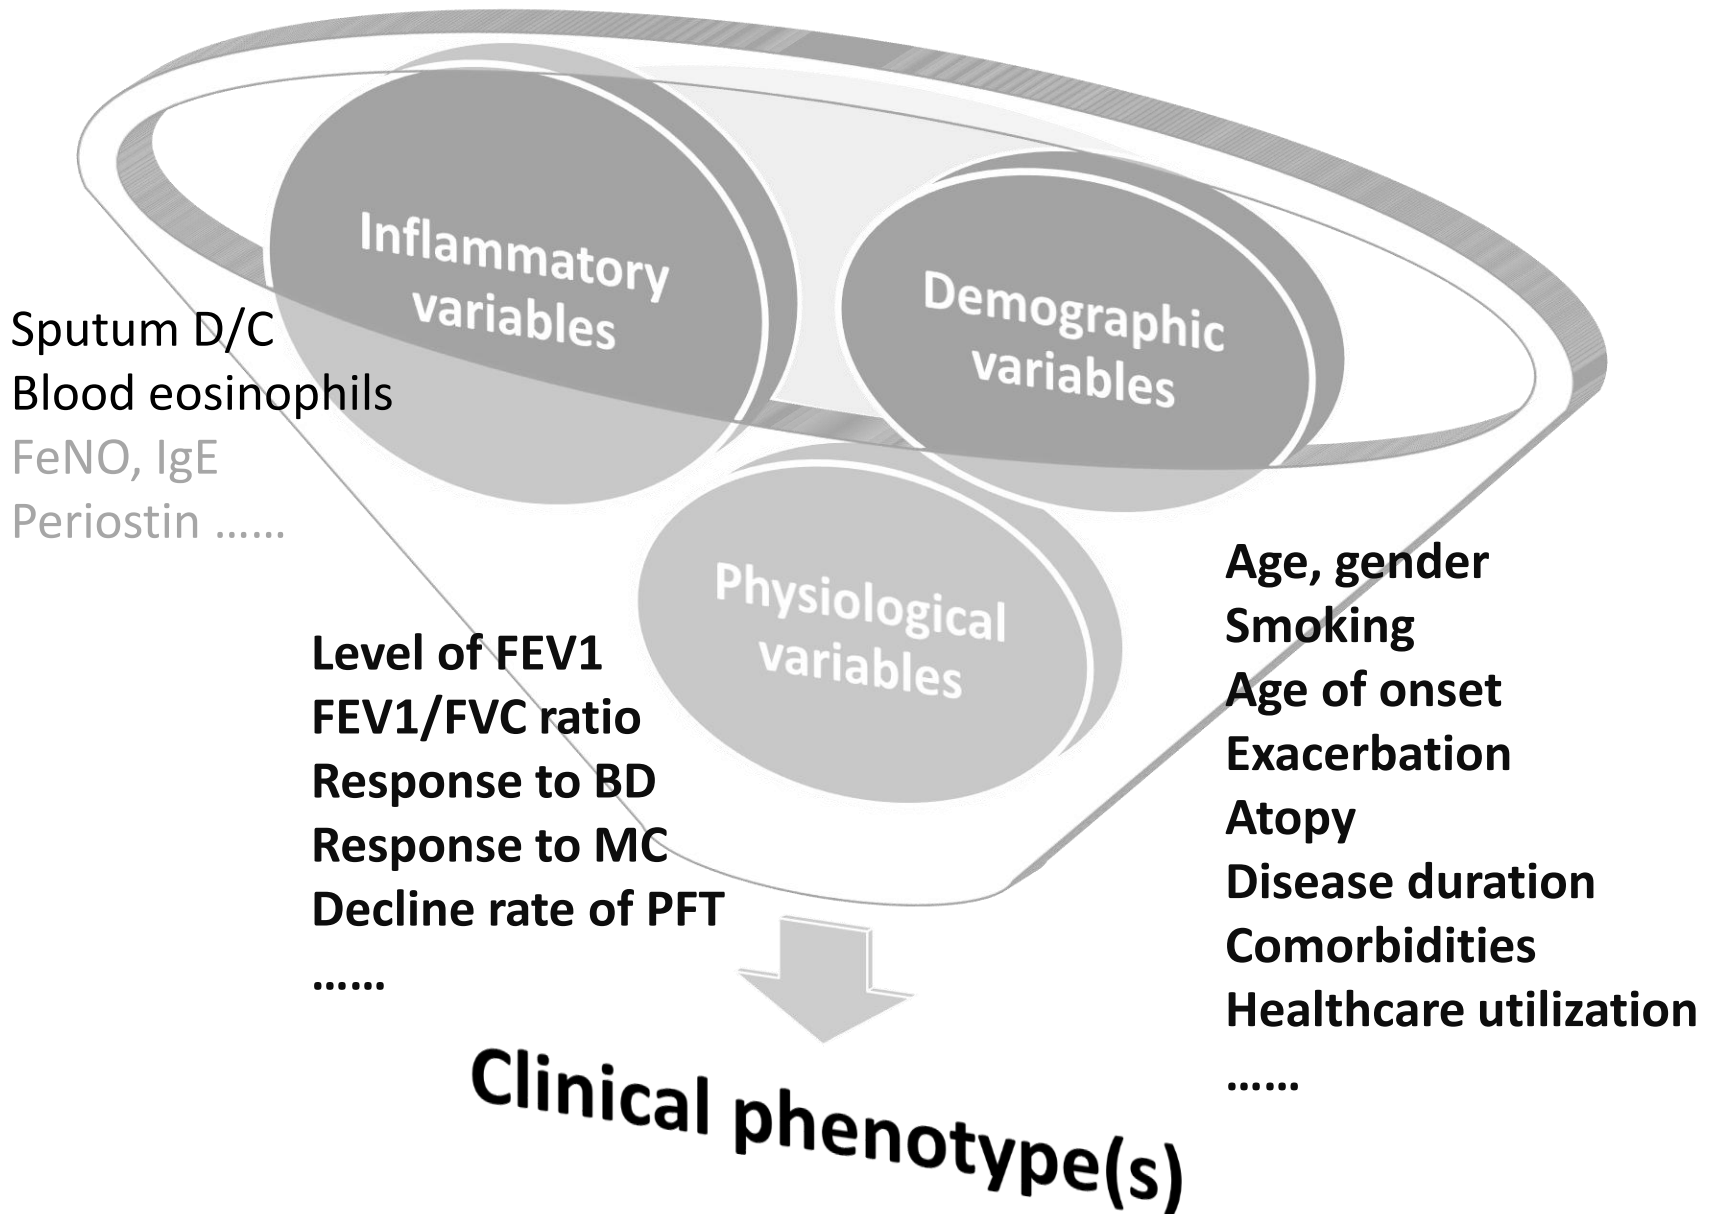 Inflammatory
variables
Demographic
variables
Sputum D/C
Blood eosinophils
FeNO, IgE
Periostin ......
Physiological
variables
Level of FEV1
FEV1/FVC ratio
Response to BD
Response to MC
Decline rate of PFT
......
Age, gender
Smoking
Age of onset
Exacerbation
Atopy
Disease duration
Comorbidities
Healthcare utilization
......
Clinical phenotype(s)